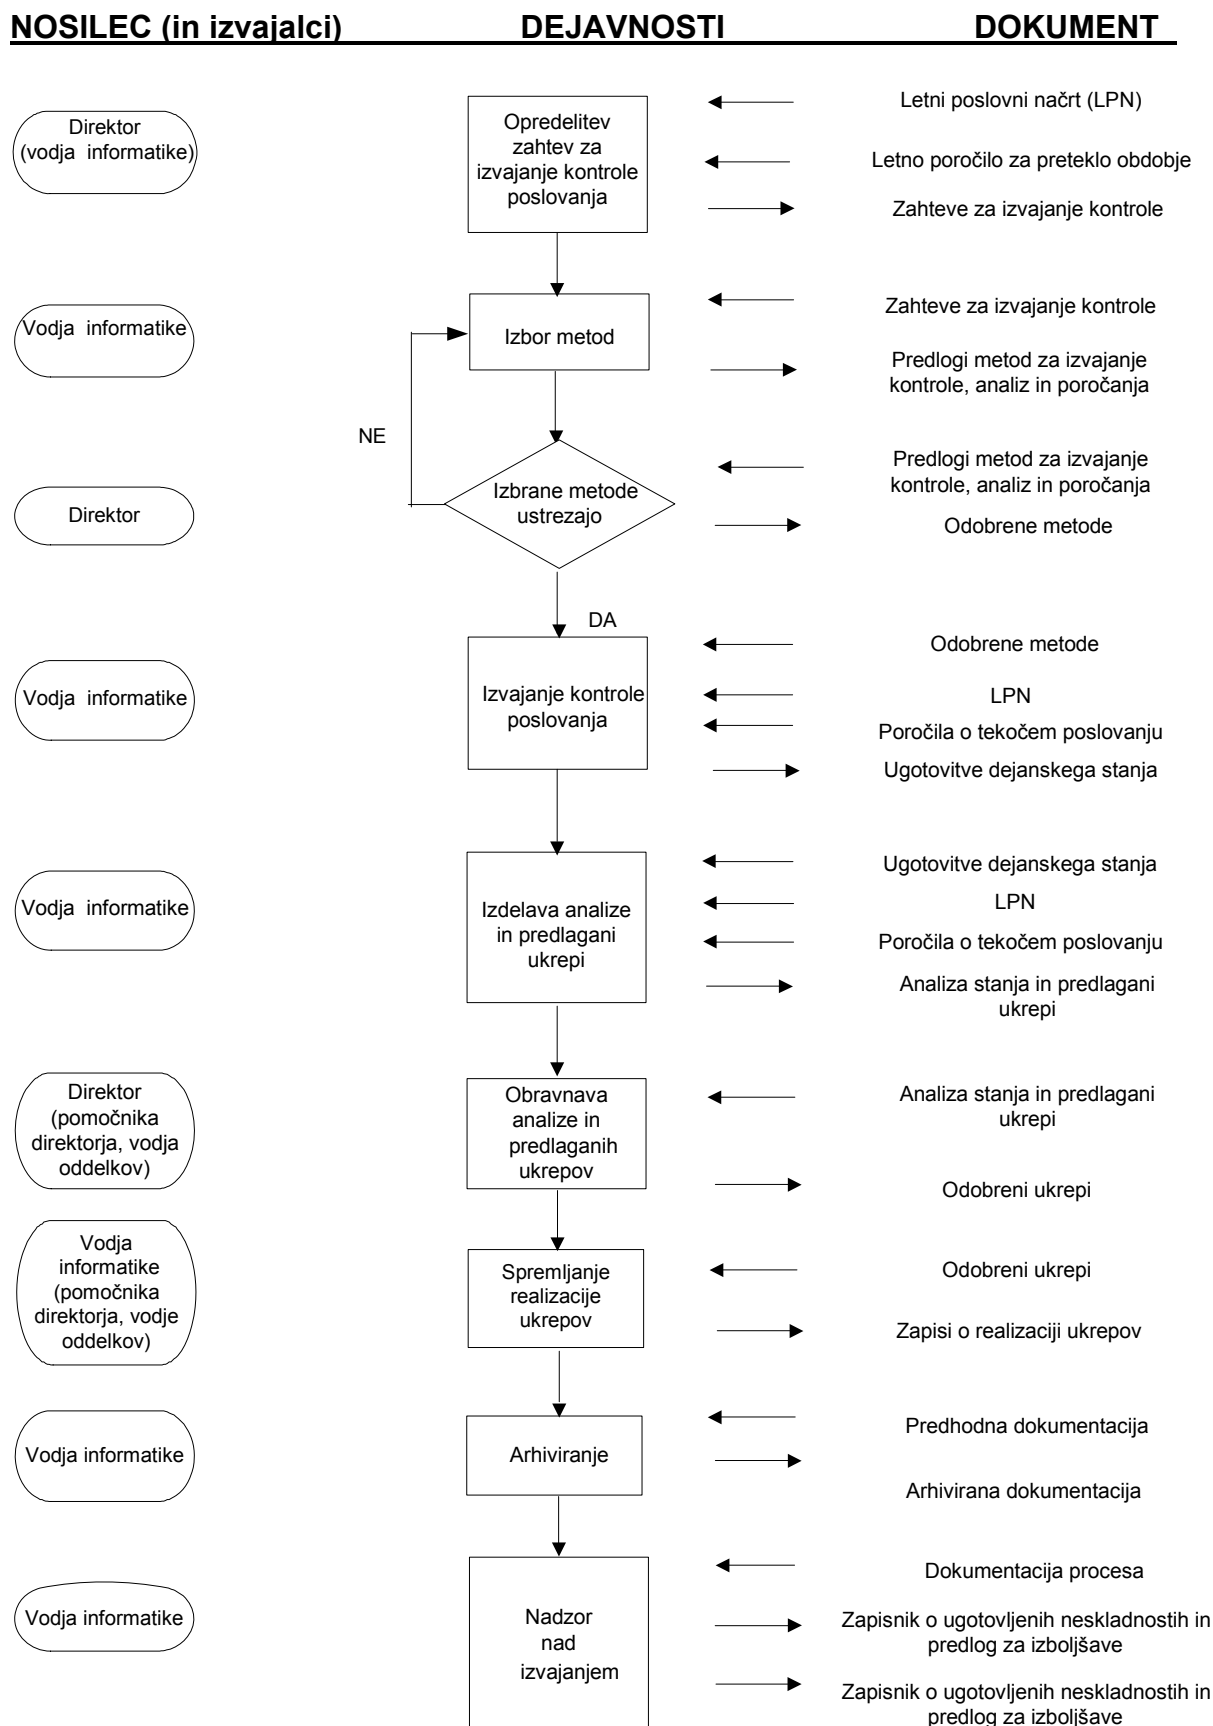 NOSILEC (in izvajalci) DEJAVNOSTI DOKUMENT
Direktor
(vodja informatike)
Opredelitev
zahtev za
izvajanje kontrole
poslovanja
Letni poslovni načrt (LPN)
Letno poročilo za preteklo obdobje
Zahteve za izvajanje kontrole
Vodja informatike
Izbor metod
Zahteve za izvajanje kontrole
Predlogi metod za izvajanje
kontrole, analiz in poročanja
NE
Direktor
Izbrane metode
ustrezajo
Predlogi metod za izvajanje
kontrole, analiz in poročanja
Odobrene metode
DA
Vodja informatike
Izvajanje kontrole
poslovanja
Odobrene metode
LPN
Poročila o tekočem poslovanju
Ugotovitve dejanskega stanja
Vodja informatike
Izdelava analize
in predlagani
ukrepi
Ugotovitve dejanskega stanja
LPN
Poročila o tekočem poslovanju
Analiza stanja in predlagani
ukrepi
Direktor
(pomočnika
direktorja, vodja
oddelkov)
Obravnava
analize in
predlaganih
ukrepov
Analiza stanja in predlagani
ukrepi
Odobreni ukrepi
Vodja
informatike
(pomočnika
direktorja, vodje
oddelkov)
Spremljanje
realizacije
ukrepov
Odobreni ukrepi
Zapisi o realizaciji ukrepov
Vodja informatike
Arhiviranje
Predhodna dokumentacija
Arhivirana dokumentacija
Vodja informatike
Nadzor
nad
izvajanjem
Dokumentacija procesa
Zapisnik o ugotovljenih neskladnostih in
predlog za izboljšave
Zapisnik o ugotovljenih neskladnostih in
predlog za izboljšave